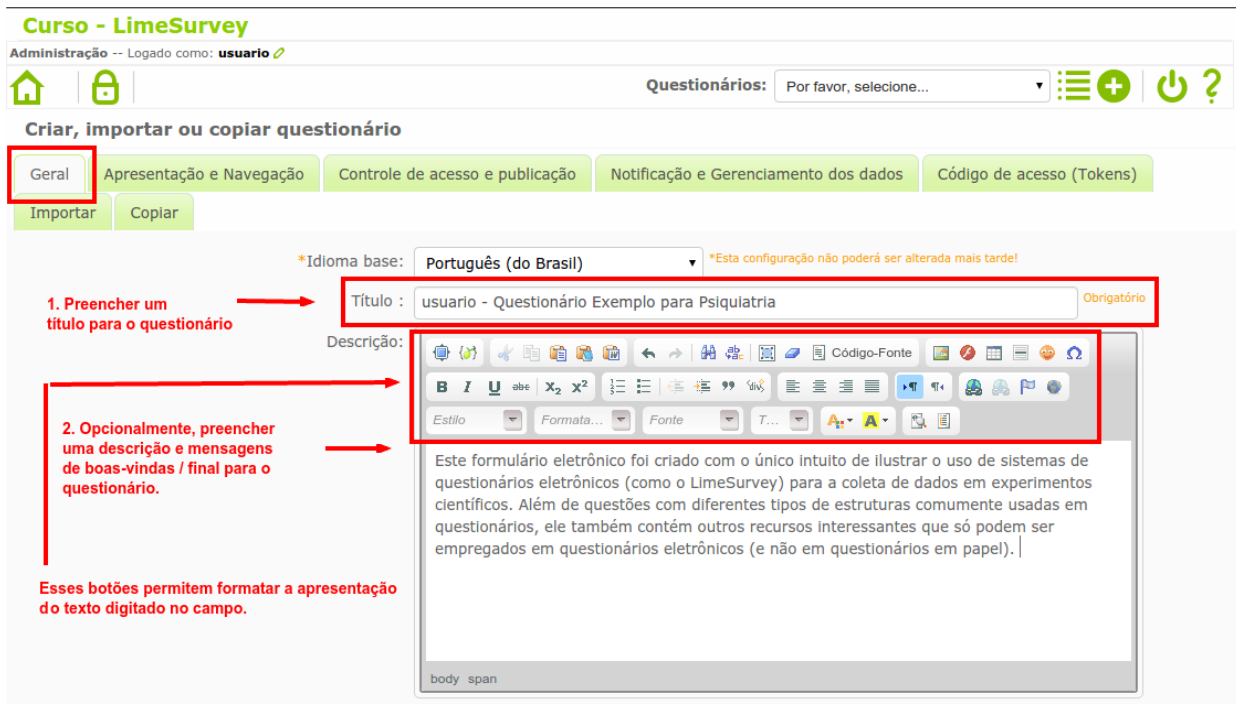 Curso - LimeSurvey
Administração -- Logado como: usuario
Questionários: Por favor, selecione...
Criar, importar ou copiar questionário
Geral Apresentação e Navegação Controle de acesso e publicação Notificação e Gerenciamento dos dados Código de acesso (Tokens)
Importar Copiar
*Idioma base: Português (do Brasil) *Esta configuração não poderá ser alterada mais tarde!
1. Preencher um
título para o questionário
Título : usuario - Questionário Exemplo para Psiquiatria Obrigatório
Descrição:
Código-Fonte
B I U abc X₂ X²
Estilo Formata... Fonte T... A A
2. Opcionalmente, preencher
uma descrição e mensagens
de boas-vindas / final para o
questionário.
Este formulário eletrônico foi criado com o único intuito de ilustrar o uso de sistemas de
questionários eletrônicos (como o LimeSurvey) para a coleta de dados em experimentos
científicos. Além de questões com diferentes tipos de estruturas comumente usadas em
questionários, ele também contém outros recursos interessantes que só podem ser
empregados em questionários eletrônicos (e não em questionários em papel).
Esses botões permitem formatar a apresentação
do texto digitado no campo.
body span